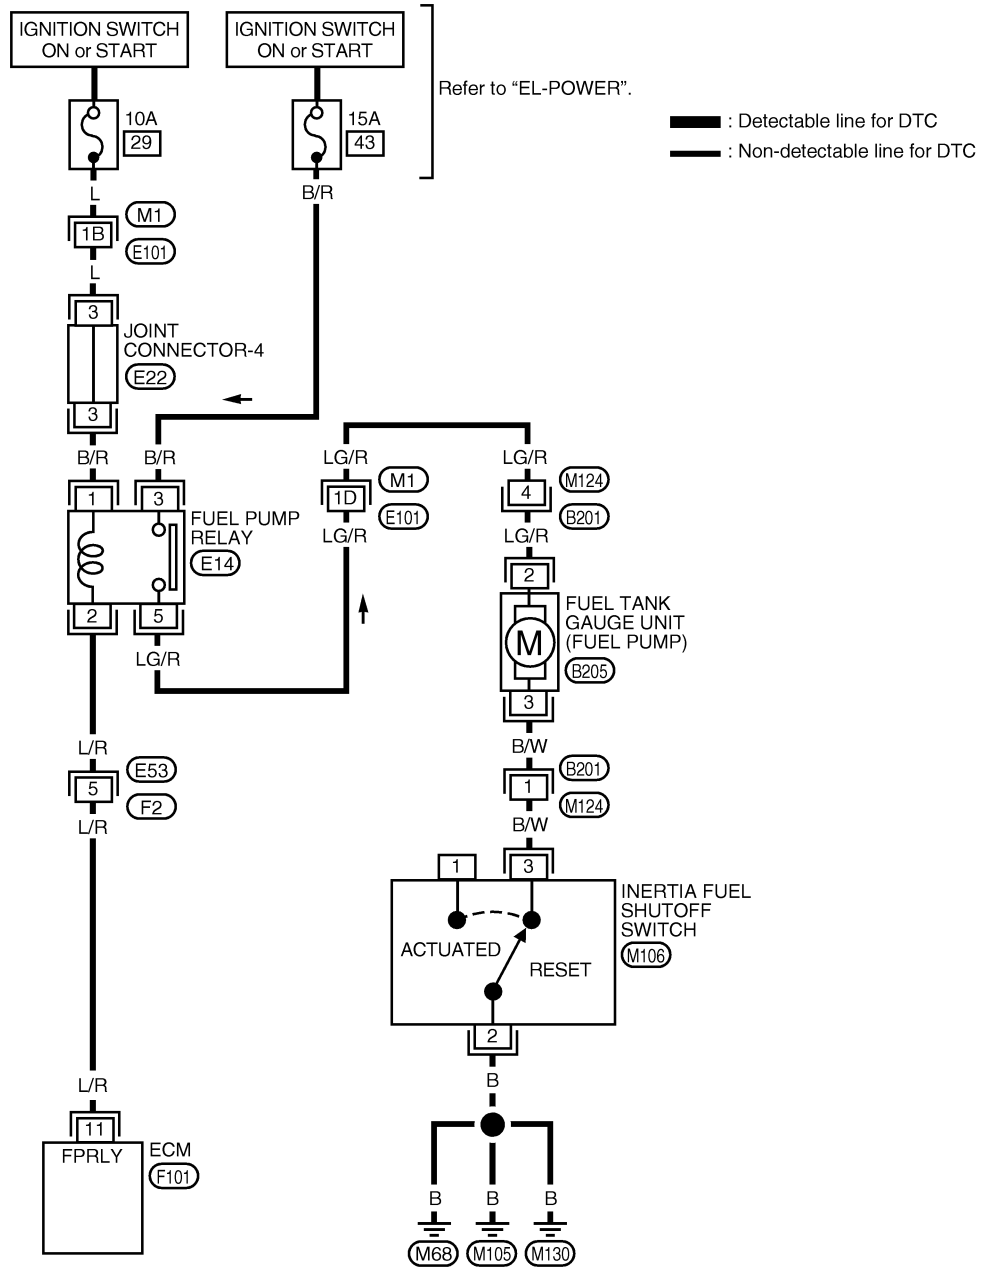 IGNITION SWITCH
ON or START
IGNITION SWITCH
ON or START
Refer to “EL-POWER”.
10A
29
15A
43
: Detectable line for DTC
: Non-detectable line for DTC
L
B/R
M1
1B
E101
L
3
JOINT
CONNECTOR-4
E22
3
B/R
B/R
LG/R
LG/R
1
3
1D
M1
E101
4
M124
B201
FUEL PUMP
RELAY
E14
LG/R
LG/R
2
5
LG/R
2
FUEL TANK
GAUGE UNIT
(FUEL PUMP)
M
B205
3
L/R
B/W
E53
5
F2
B201
1
M124
L/R
B/W
1
3
INERTIA FUEL
SHUTOFF
SWITCH
M106
ACTUATED
RESET
2
L/R
B
11
FPRLY
ECM
F101
B
B
B
M68
M105
M130